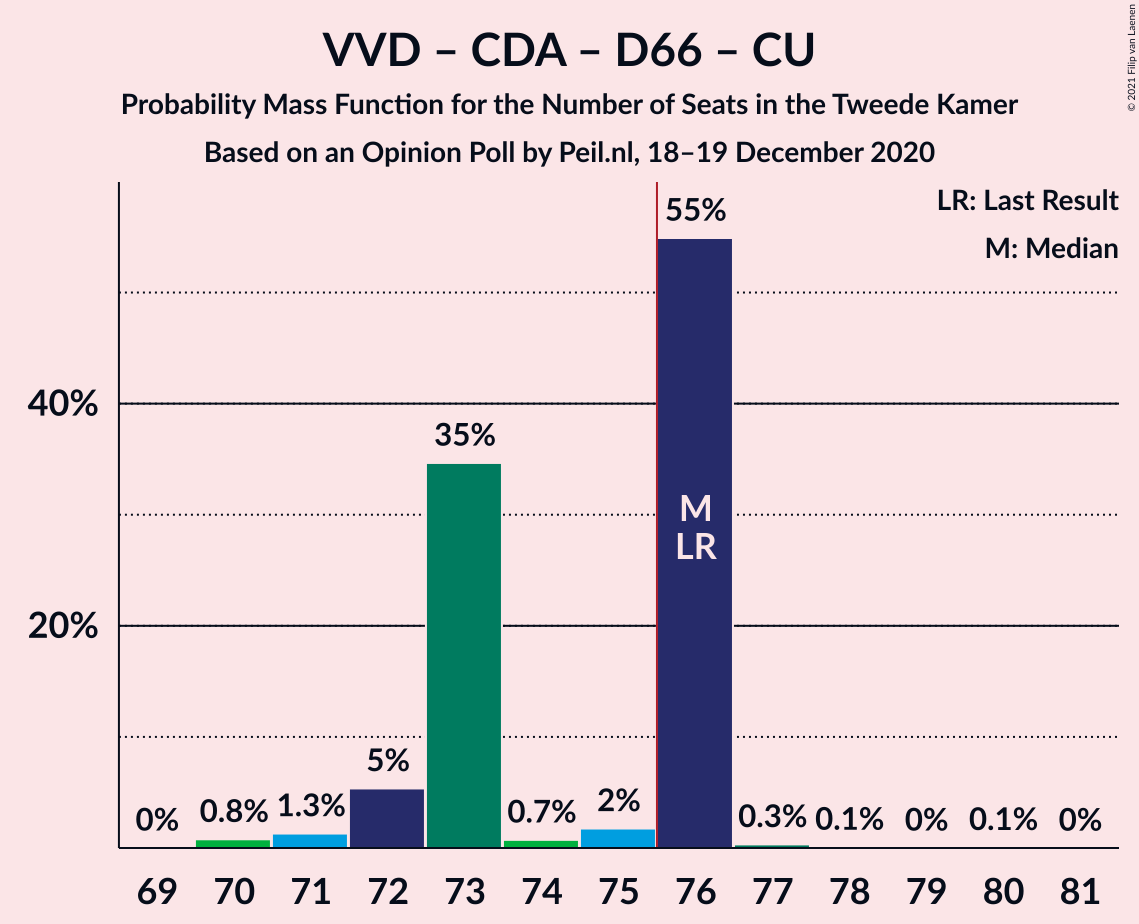 VVD – CDA – D66 – CU
Probability Mass Function for the Number of Seats in the Tweede Kamer
Based on an Opinion Poll by Peil.nl, 18–19 December 2020
© 2021 Filip van Laenen
LR: Last Result
M: Median
55%
40%
35%
M
LR
20%
5%
0% 0.8% 1.3% 0.7% 2% 0.3% 0.1% 0% 0.1% 0%
69 70 71 72 73 74 75 76 77 78 79 80 81